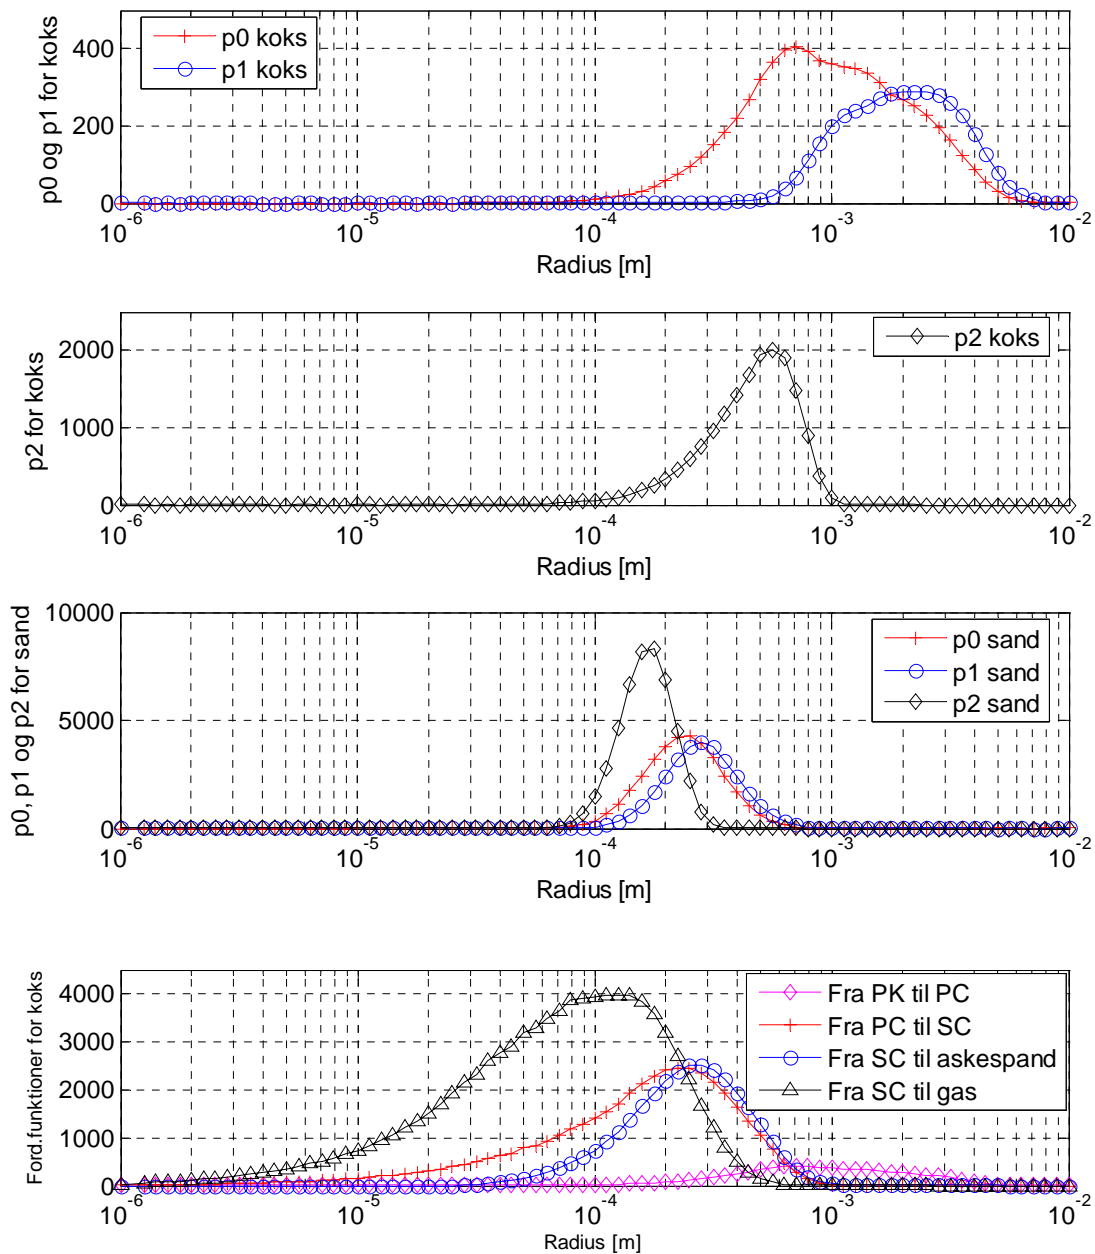 p0 og p1 for koks
400
200
0
p0 koks
p1 koks
10-6
10-5
10-4
10-3
10-2
Radius [m]
p2 for koks
2000
1000
0
p2 koks
10-6
10-5
10-4
10-3
10-2
Radius [m]
p0, p1 og p2 for sand
10000
5000
0
p0 sand
p1 sand
p2 sand
10-6
10-5
10-4
10-3
10-2
Radius [m]
Ford.funktioner for koks
4000
3000
2000
1000
0
Fra PK til PC
Fra PC til SC
Fra SC til askespand
Fra SC til gas
10-6
10-5
10-4
10-3
10-2
Radius [m]